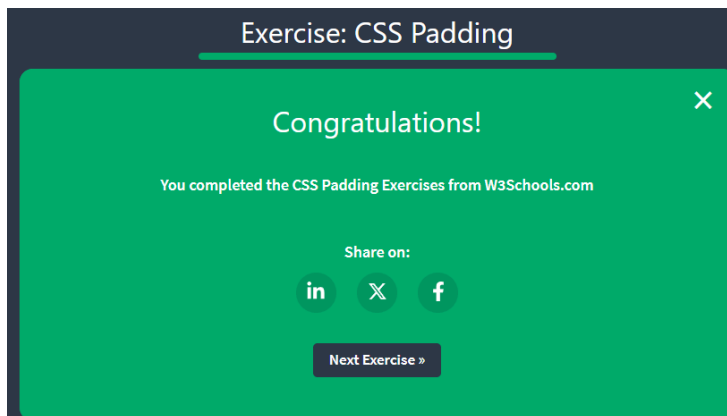 Exercise: CSS Padding
Congratulations!
You completed the CSS Padding Exercises from W3Schools.com
Share on:
in X f
Next Exercise »